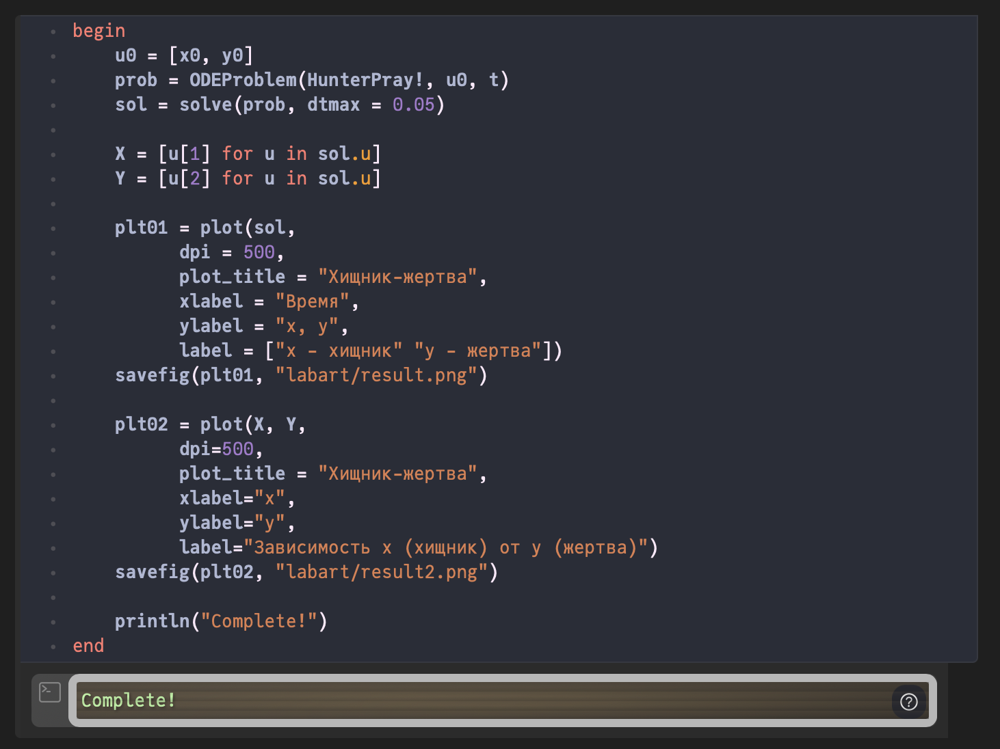 begin
u0 = [x0, y0]
prob = ODEProblem(HunterPray!, u0, t)
sol = solve(prob, dtmax = 0.05)
X = [u[1] for u in sol.u]
Y = [u[2] for u in sol.u]
plt01 = plot(sol,
dpi = 500,
plot_title = "Хищник-жертва",
xlabel = "Время",
ylabel = "x, y",
label = ["x - хищник" "y - жертва"])
savefig(plt01, "labart/result.png")
plt02 = plot(X, Y,
dpi=500,
plot_title = "Хищник-жертва",
xlabel="x",
ylabel="y",
label="Зависимость x (хищник) от y (жертва)")
savefig(plt02, "labart/result2.png")
println("Complete!")
end
Complete!